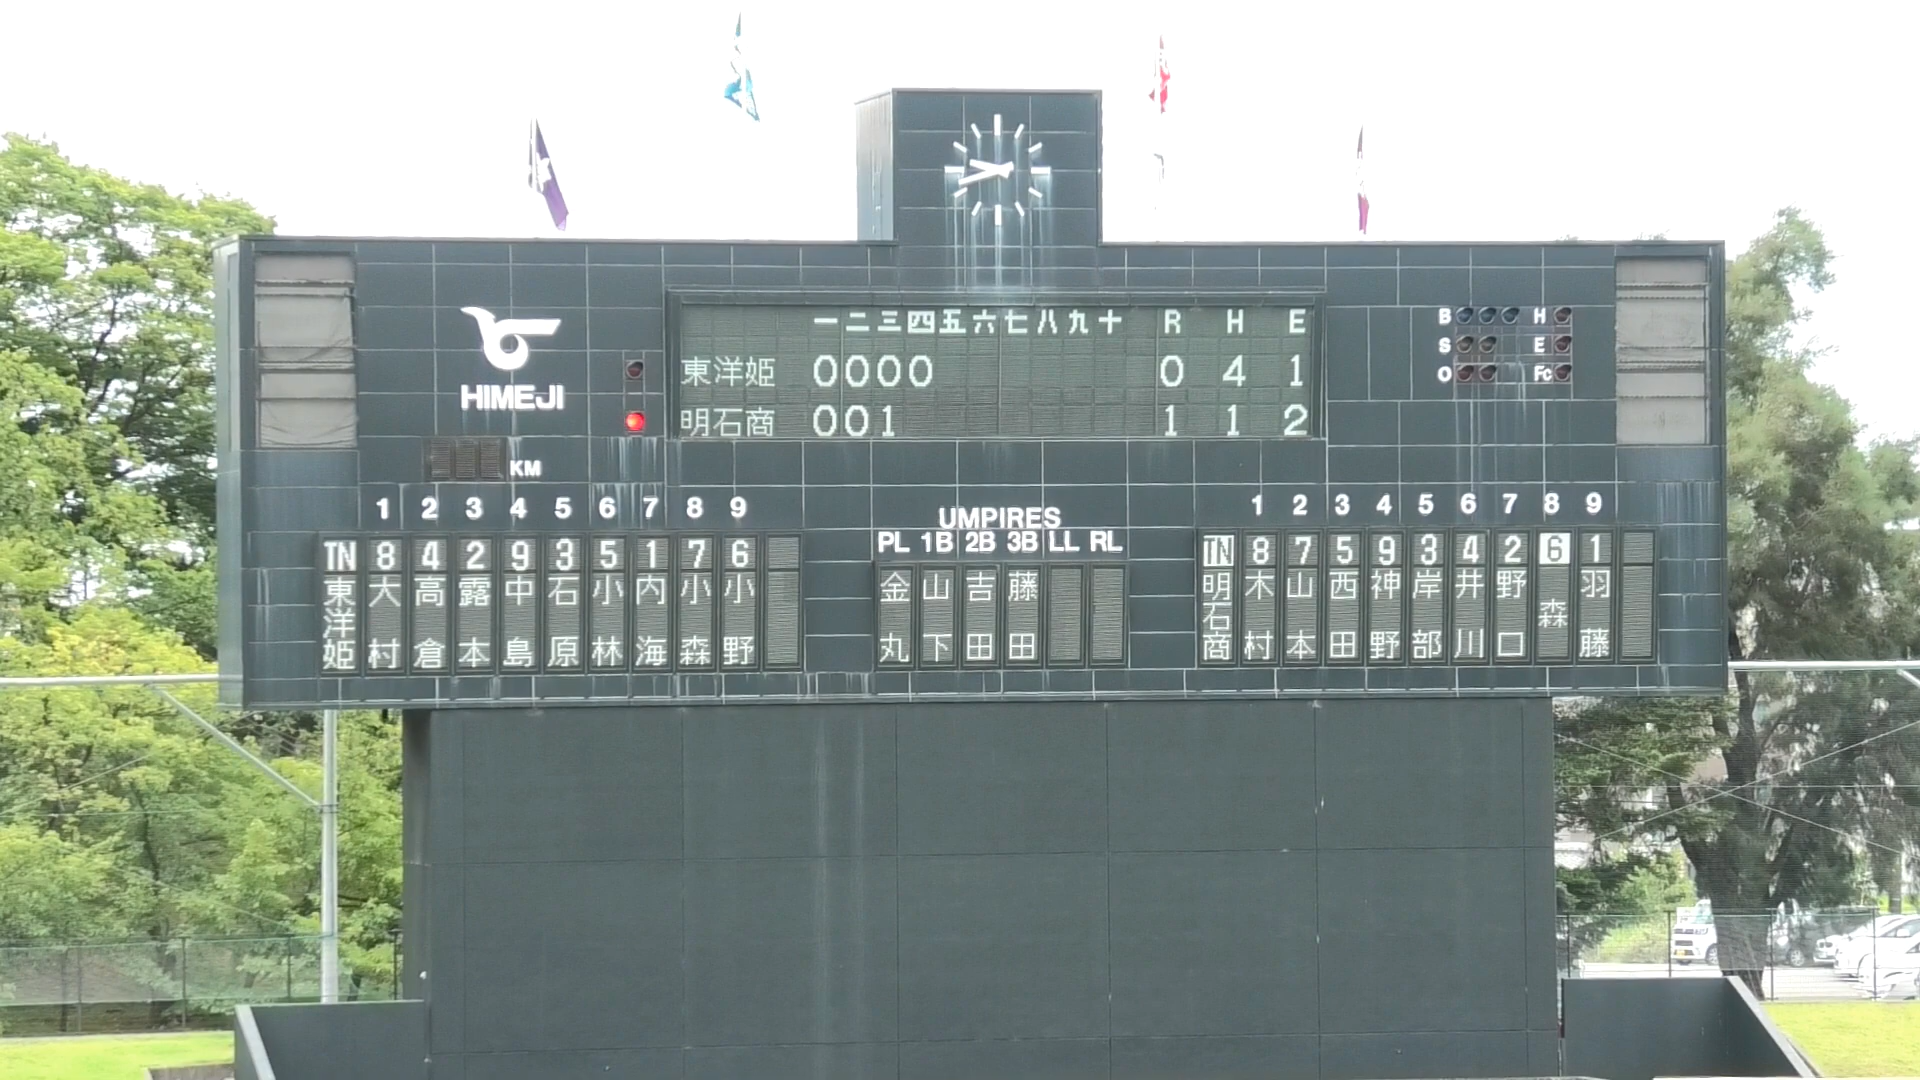 一二三四五六七八九十 R H E
東洋姫 0000 0 4 1
明石商 001 1 1 2
HIMEJI
KM
B H
S E
O Fc
1 2 3 4 5 6 7 8 9
TN 8 4 2 9 3 5 1 7 6
東洋姫 大村 高倉 露本 中島 石原 小林 内海 小森 小野
UMPIRES
PL 1B 2B 3B LL RL
金丸 山下 吉田 藤田
1 2 3 4 5 6 7 8 9
TN 8 7 5 9 3 4 2 6 1
明石商 木村 山本 西田 神野 岸部 井川 野口 森 羽藤